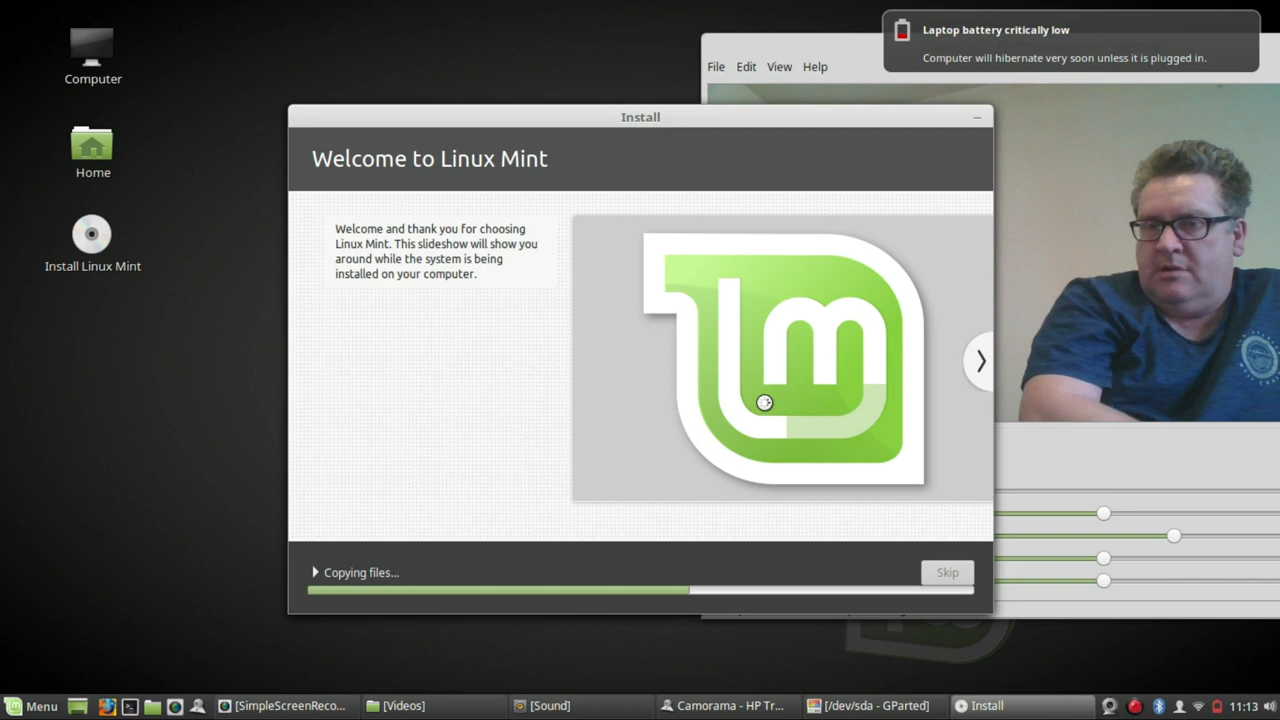 Laptop battery critically low
Computer will hibernate very soon unless it is plugged in.
File Edit View Help
Computer
Home
Install Linux Mint
Install
Welcome to Linux Mint
Welcome and thank you for choosing
Linux Mint. This slideshow will show you
around while the system is being
installed on your computer.
lm
Copying files...
Skip
Menu [SimpleScreenReco... [Videos] [Sound] Camorama - HP Tr... [/dev/sda - GParted] Install 11:13